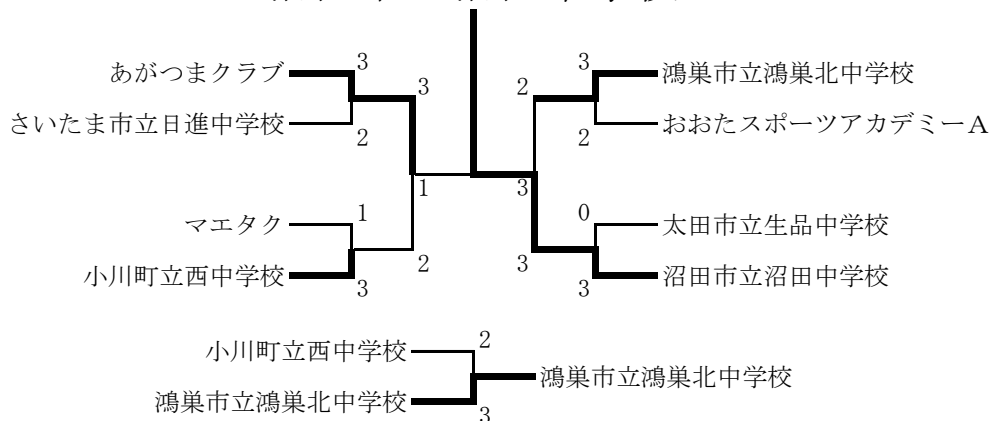 あがつまクラブ
3
さいたま市立日進中学校
2
3
マエタク
1
小川町立西中学校
3
2
1
3
鴻巣市立鴻巣北中学校
3
おおたスポーツアカデミーA
2
2
太田市立生品中学校
0
沼田市立沼田中学校
3
3
小川町立西中学校
2
鴻巣市立鴻巣北中学校
3
鴻巣市立鴻巣北中学校